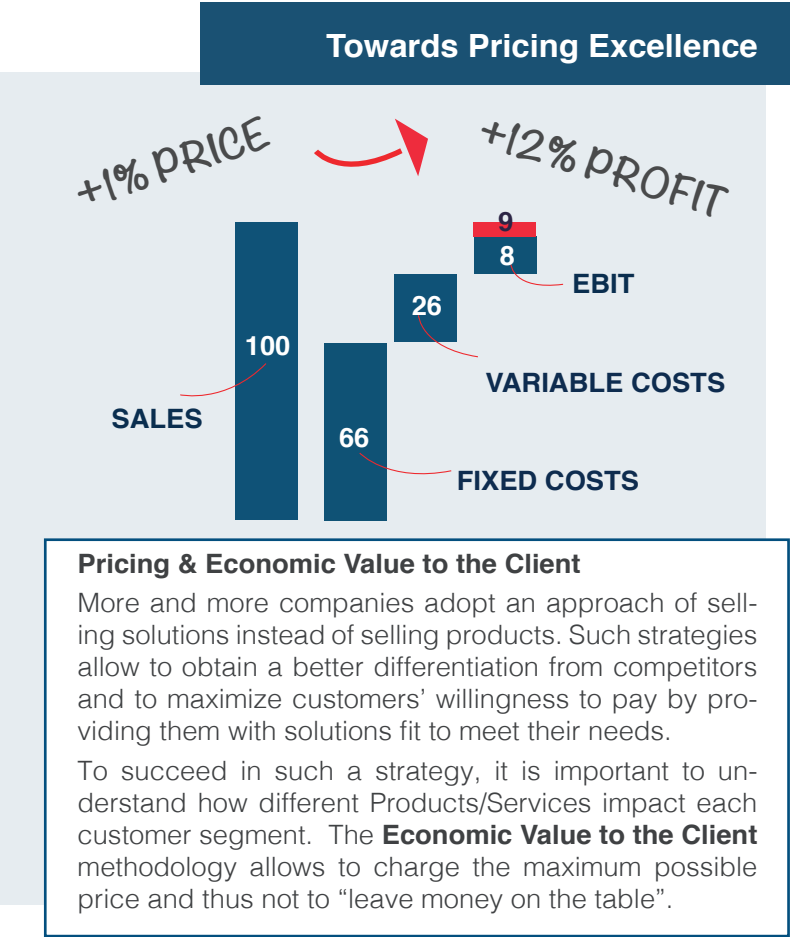 Towards Pricing Excellence
+1% PRICE
+12% PROFIT
9
8
EBIT
26
VARIABLE COSTS
100
SALES
66
FIXED COSTS
Pricing & Economic Value to the Client
More and more companies adopt an approach of sell-
ing solutions instead of selling products. Such strategies
allow to obtain a better differentiation from competitors
and to maximize customers’ willingness to pay by pro-
viding them with solutions fit to meet their needs.
To succeed in such a strategy, it is important to un-
derstand how different Products/Services impact each
customer segment.  The Economic Value to the Client
methodology allows to charge the maximum possible
price and thus not to “leave money on the table”.